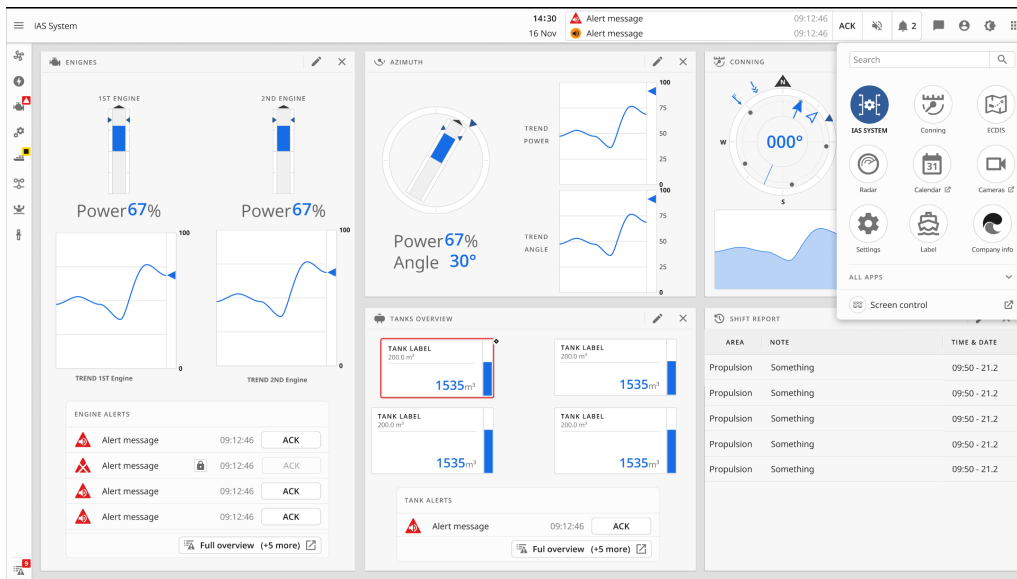 IAS System
14:30
16 Nov
Alert message 09:12:46
Alert message 09:12:46
ACK
2
ENIGNES
1ST ENGINE
2ND ENGINE
Power67%
Power67%
100
0
TREND 1ST Engine
100
0
TREND 2ND Engine
ENGINE ALERTS
Alert message 09:12:46 ACK
Alert message 09:12:46 ACK
Alert message 09:12:46 ACK
Alert message 09:12:46 ACK
Full overview (+5 more)
AZIMUTH
Power67%
Angle 30°
TREND
POWER
100
75
50
25
0
TREND
ANGLE
100
75
50
25
0
TANKS OVERVIEW
TANK LABEL
200.0 m³
1535m³
TANK LABEL
200.0 m³
1535m³
TANK LABEL
200.0 m³
1535m³
TANK LABEL
200.0 m³
1535m³
TANK ALERTS
Alert message 09:12:46 ACK
Ful overview (+5 more)
CONNING
N
W
S
000°
Search
IAS SYSTEM
Conning
ECDIS
Radar
31
Calendar
Cameras
Settings
Label
Company info
ALL APPS
Screen control
SHIFT REPORT
AREA NOTE TIME & DATE
Propulsion Something 09:50 - 21.2
Propulsion Something 09:50 - 21.2
Propulsion Something 09:50 - 21.2
Propulsion Something 09:50 - 21.2
Propulsion Something 09:50 - 21.2
9